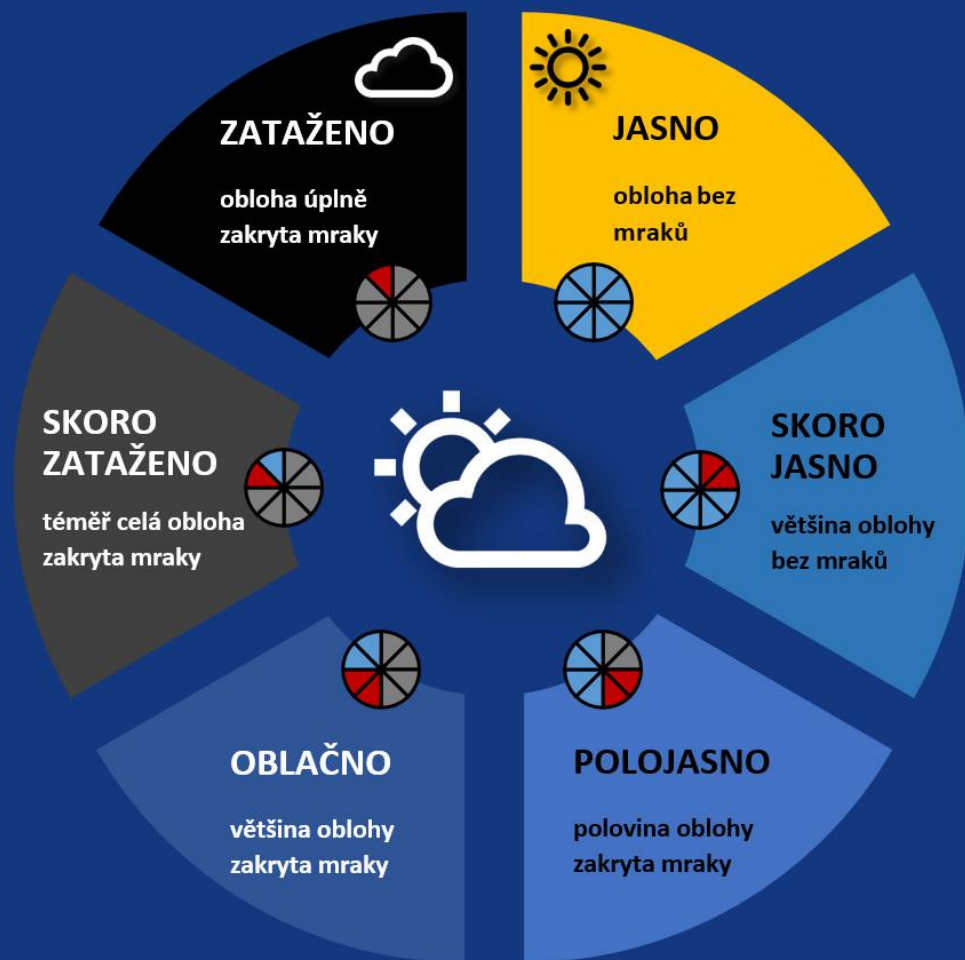 ZATAŽENO
obloha úplně
zakryta mraky
JASNO
obloha bez
mraků
SKORO
ZATAŽENO
téměř celá obloha
zakryta mraky
SKORO
JASNO
většina oblohy
bez mraků
OBLAČNO
většina oblohy
zakryta mraky
POLOJASNO
polovina oblohy
zakryta mraky